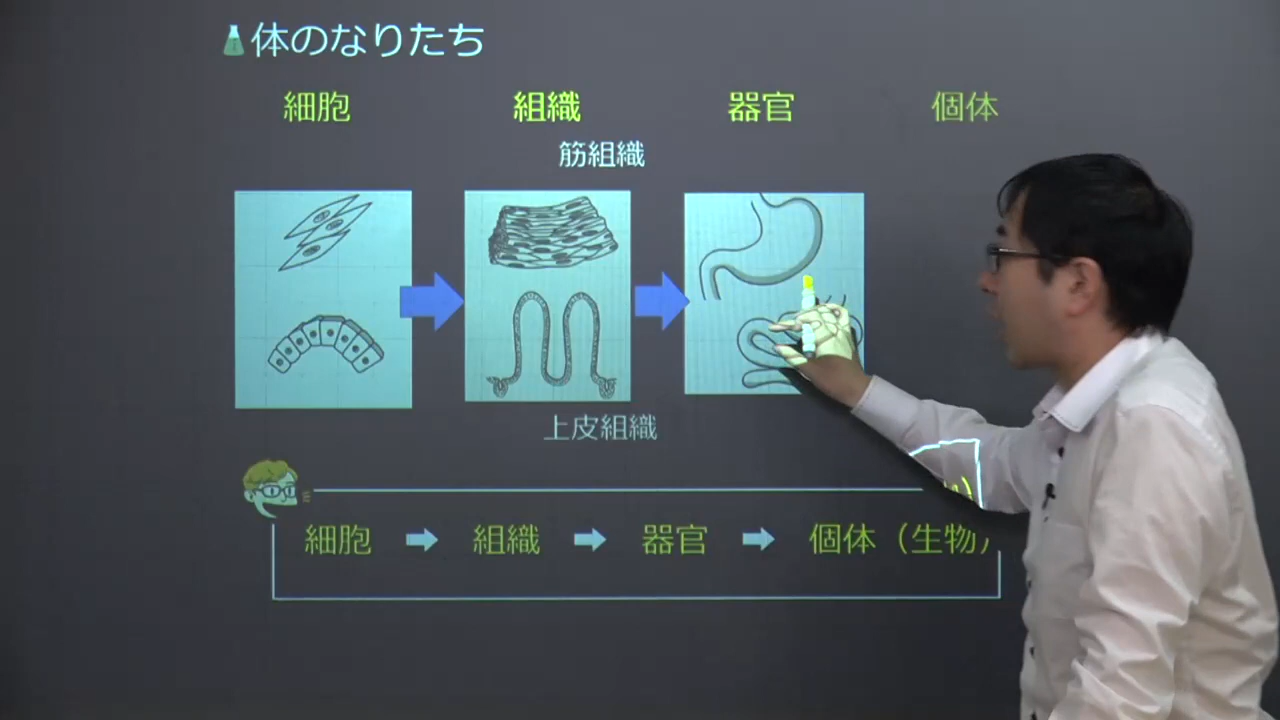 体のなりたち
細胞 組織 器官 個体
筋組織
上皮組織
細胞 ➡ 組織 ➡ 器官 ➡ 個体（生物）